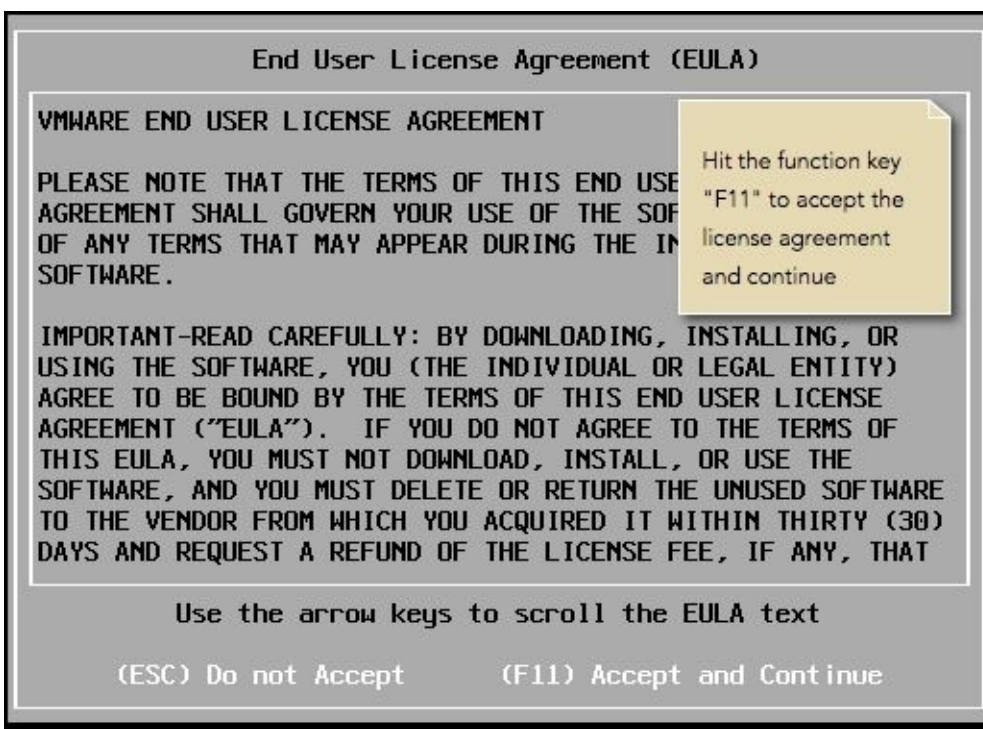 End User License Agreement (EULA)
VMWARE END USER LICENSE AGREEMENT
PLEASE NOTE THAT THE TERMS OF THIS END USE
AGREEMENT SHALL GOVERN YOUR USE OF THE SOF
OF ANY TERMS THAT MAY APPEAR DURING THE IN
SOFTWARE.
Hit the function key
"F11" to accept the
license agreement
and continue
IMPORTANT-READ CAREFULLY: BY DOWNLOADING, INSTALLING, OR
USING THE SOFTWARE, YOU (THE INDIVIDUAL OR LEGAL ENTITY)
AGREE TO BE BOUND BY THE TERMS OF THIS END USER LICENSE
AGREEMENT ("EULA").  IF YOU DO NOT AGREE TO THE TERMS OF
THIS EULA, YOU MUST NOT DOWNLOAD, INSTALL, OR USE THE
SOFTWARE, AND YOU MUST DELETE OR RETURN THE UNUSED SOFTWARE
TO THE VENDOR FROM WHICH YOU ACQUIRED IT WITHIN THIRTY (30)
DAYS AND REQUEST A REFUND OF THE LICENSE FEE, IF ANY, THAT
Use the arrow keys to scroll the EULA text
(ESC) Do not Accept (F11) Accept and Continue